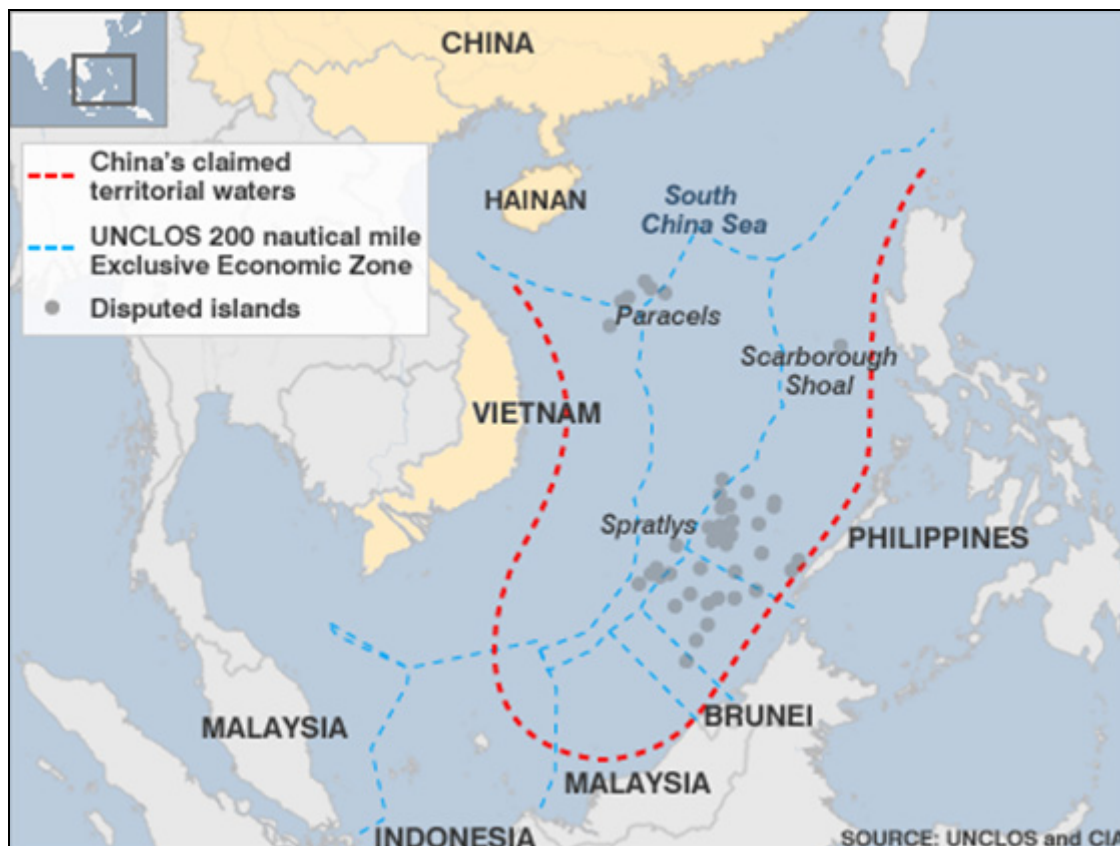 CHINA
China's claimed
territorial waters
UNCLOS 200 nautical mile
Exclusive Economic Zone
Disputed islands
HAINAN
South
China Sea
Paracels
Scarborough
Shoal
VIETNAM
Spratlys
PHILIPPINES
MALAYSIA
BRUNEI
MALAYSIA
INDONESIA
SOURCE: UNCLOS and CIA